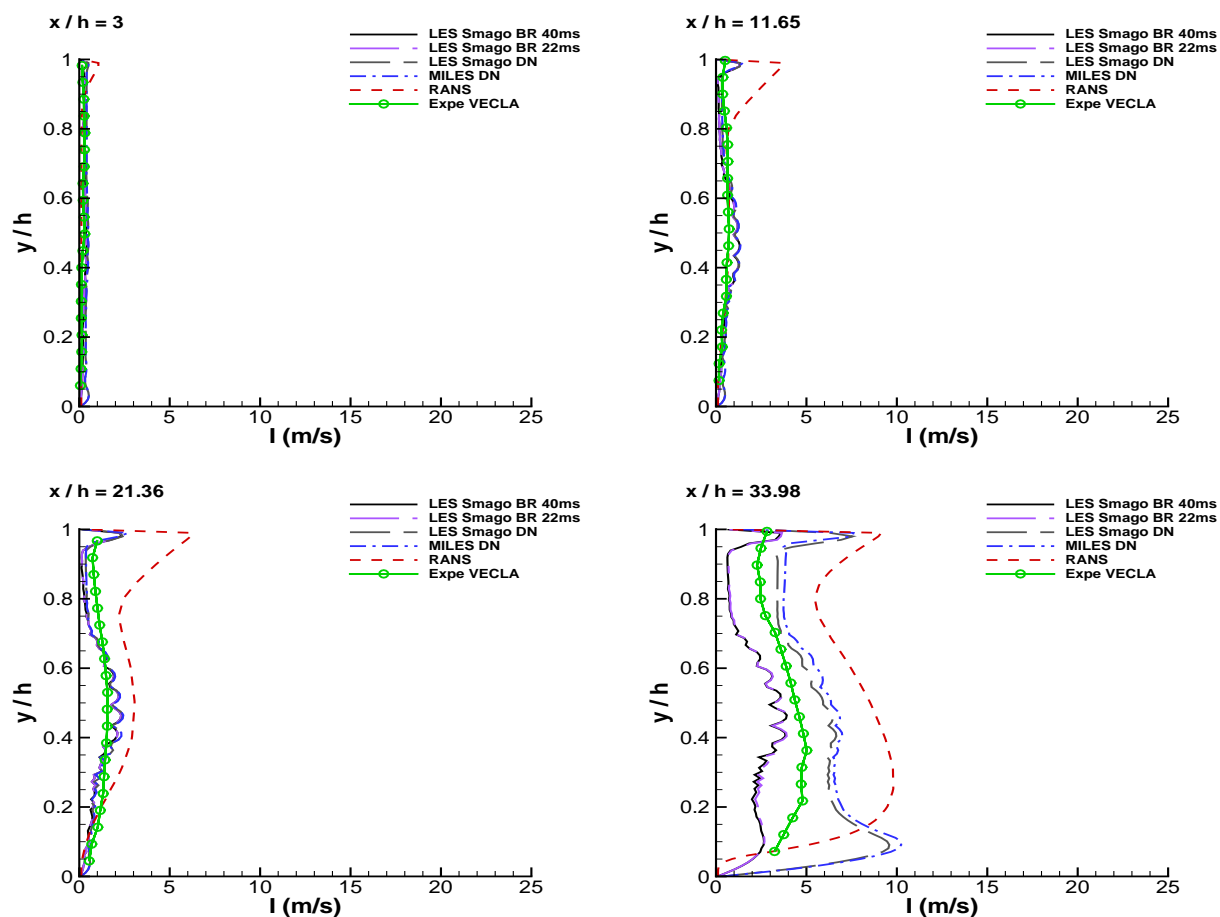 x / h = 3
LES Smago BR 40ms
LES Smago BR 22ms
LES Smago DN
MILES DN
RANS
Expe VECLA
1
0.8
0.6
0.4
0.2
0
y / h
0 5 10 15 20 25
I (m/s)
x / h = 11.65
LES Smago BR 40ms
LES Smago BR 22ms
LES Smago DN
MILES DN
RANS
Expe VECLA
1
0.8
0.6
0.4
0.2
0
y / h
0 5 10 15 20 25
I (m/s)
x / h = 21.36
LES Smago BR 40ms
LES Smago BR 22ms
LES Smago DN
MILES DN
RANS
Expe VECLA
1
0.8
0.6
0.4
0.2
0
y / h
0 5 10 15 20 25
I (m/s)
x / h = 33.98
LES Smago BR 40ms
LES Smago BR 22ms
LES Smago DN
MILES DN
RANS
Expe VECLA
1
0.8
0.6
0.4
0.2
0
y / h
0 5 10 15 20 25
I (m/s)